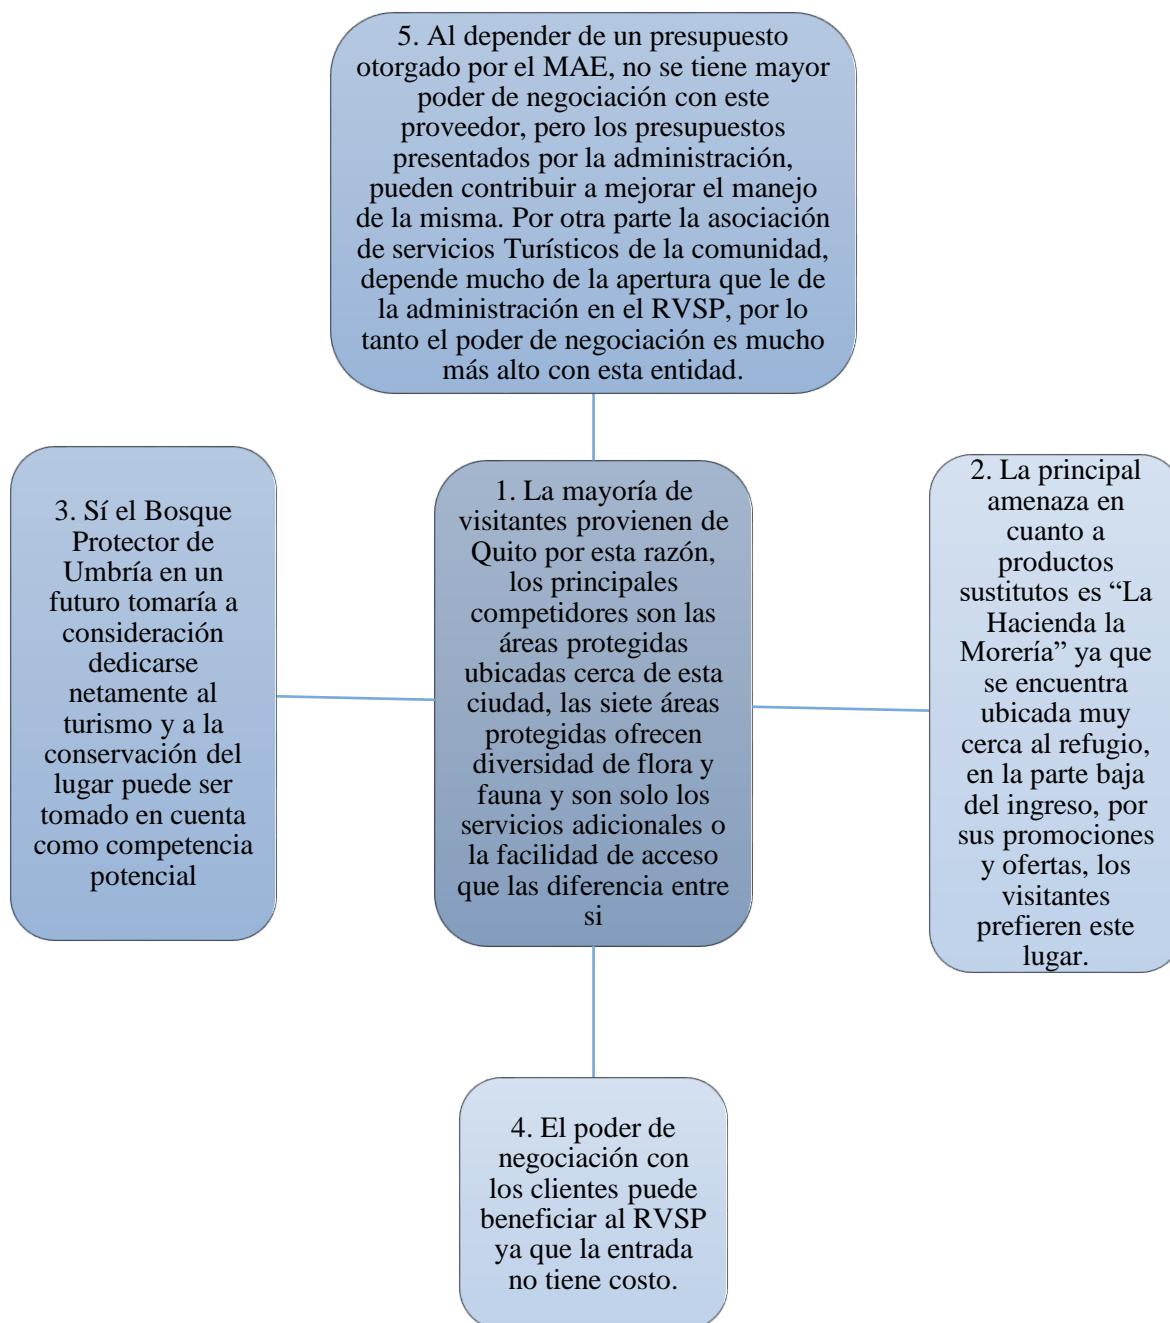 5. Al depender de un presupuesto
otorgado por el MAE, no se tiene mayor
poder de negociación con este
proveedor, pero los presupuestos
presentados por la administración,
pueden contribuir a mejorar el manejo
de la misma. Por otra parte la asociación
de servicios Turísticos de la comunidad,
depende mucho de la apertura que le de
la administración en el RVSP, por lo
tanto el poder de negociación es mucho
más alto con esta entidad.
3. Sí el Bosque
Protector de
Umbría en un
futuro tomaría a
consideración
dedicarse
netamente al
turismo y a la
conservación del
lugar puede ser
tomado en cuenta
como competencia
potencial
1. La mayoría de
visitantes provienen de
Quito por esta razón,
los principales
competidores son las
áreas protegidas
ubicadas cerca de esta
ciudad, las siete áreas
protegidas ofrecen
diversidad de flora y
fauna y son solo los
servicios adicionales o
la facilidad de acceso
que las diferencia entre
si
2. La principal
amenaza en
cuanto a
productos
sustitutos es “La
Hacienda la
Morería” ya que
se encuentra
ubicada muy
cerca al refugio,
en la parte baja
del ingreso, por
sus promociones
y ofertas, los
visitantes
prefieren este
lugar.
4. El poder de
negociación con
los clientes puede
beneficiar al RVSP
ya que la entrada
no tiene costo.